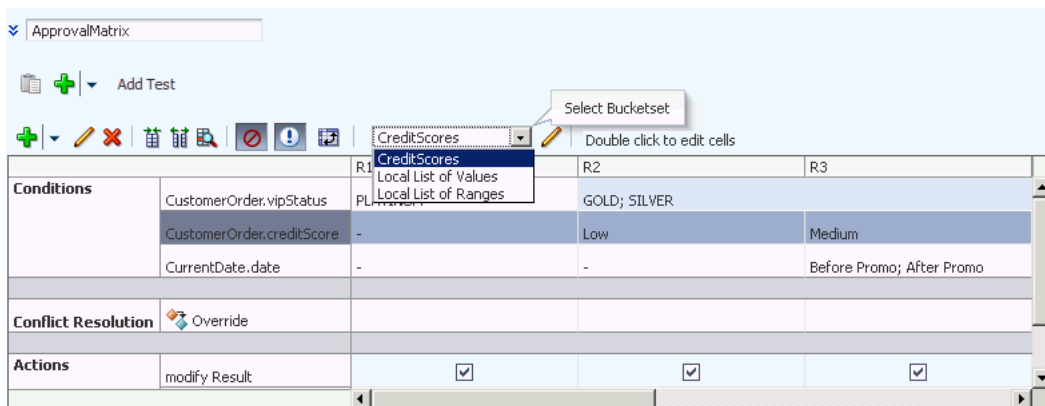 ApprovalMatrix
Add Test
Select Bucketset
CreditScores
Double click to edit cells
CreditScores
Local List of Values
Local List of Ranges
R2 R3
Conditions
CustomerOrder.vipStatus GOLD; SILVER
CustomerOrder.creditScore - Low Medium
CurrentDate.date - - Before Promo; After Promo
Conflict Resolution Override
Actions
modify Result